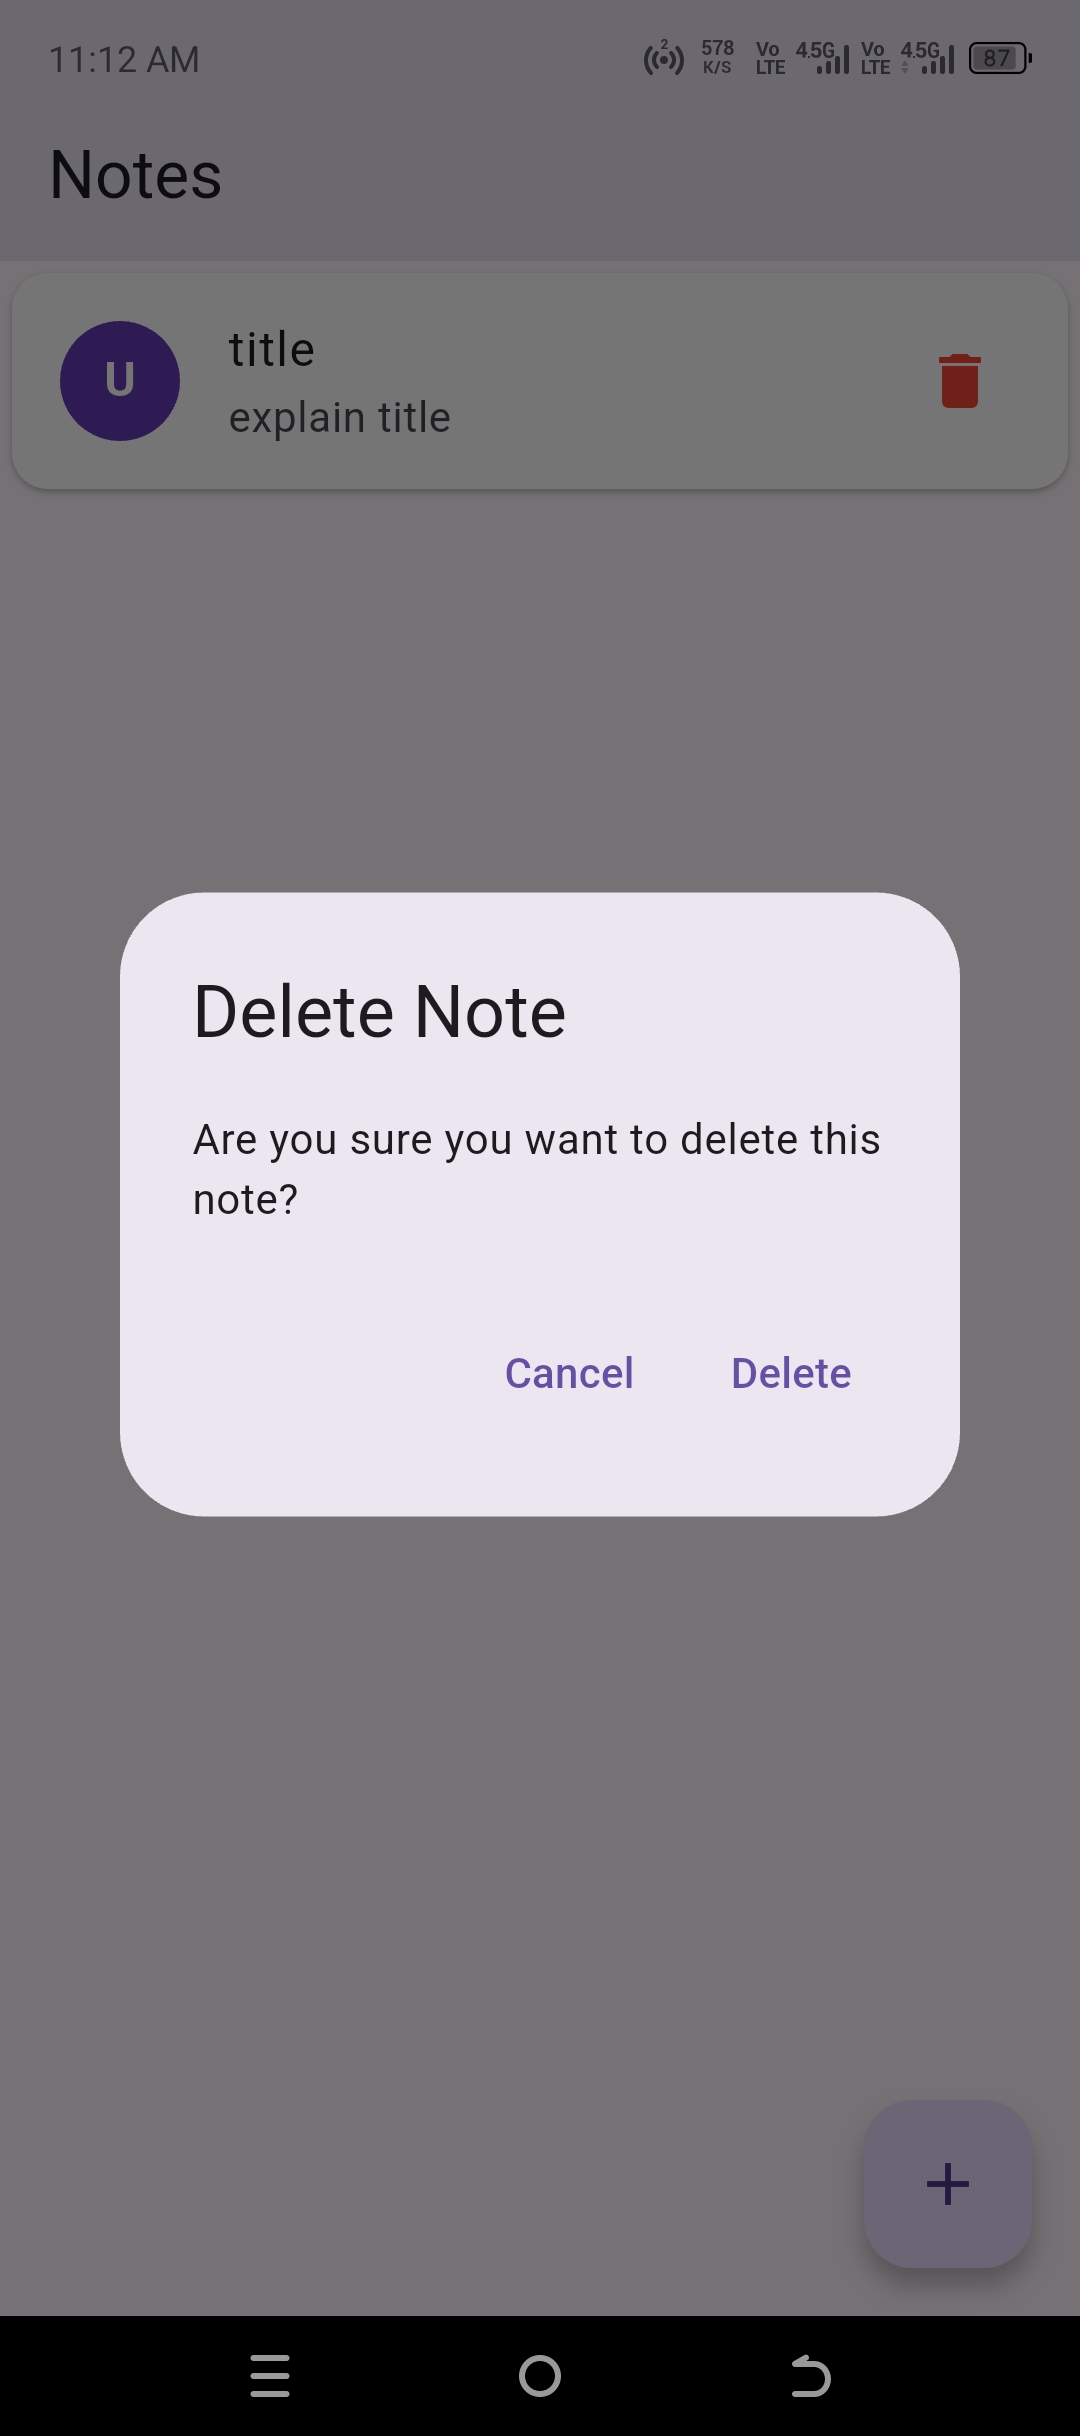 11:12 AM
2
578
K/S
Vo
LTE
4.5G
Vo
LTE
4.5G
87
Notes
U
title
explain title
Delete Note
Are you sure you want to delete this
note?
Cancel Delete